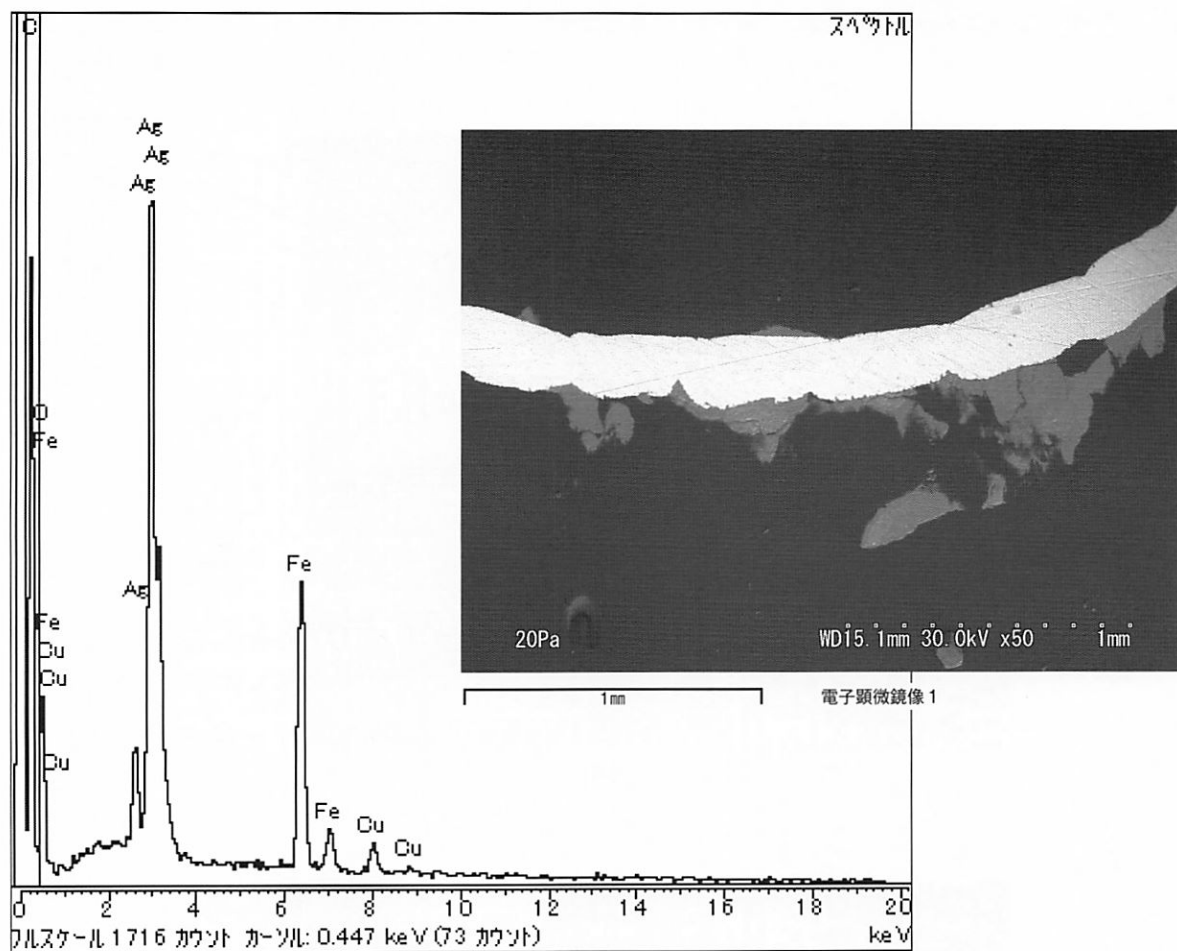 C
スペクトル
Ag
Ag
Ag
O
Fe
Ag
Fe
Fe
Cu
Cu
Cu
Fe
Cu
Cu
0 2 4 6 8 10 12 14 16 18 20
フルスケール 1716 カウント カーソル: 0.447 keV (73 カウント)
keV
20Pa
WD15.1mm 30.0kV x50 1mm
1mm
電子顕微鏡像1